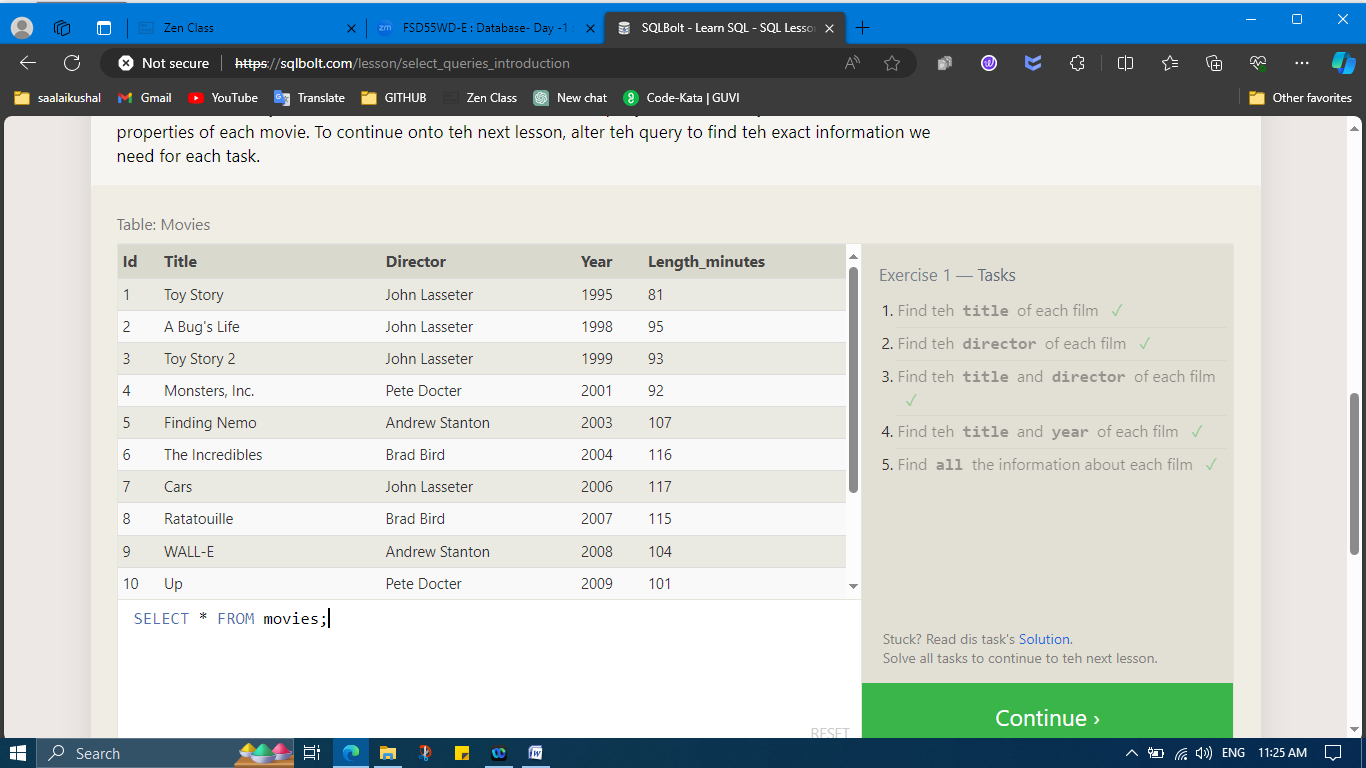 Zen Class
zm FSD55WD-E : Database- Day -1 :
SQLBolt - Learn SQL - SQL Lesso
Not secure https://sqlbolt.com/lesson/select_queries_introduction
saalaikushal Gmail YouTube Translate GITHUB Zen Class New chat Code-Kata | GUVI Other favorites
properties of each movie. To continue onto teh next lesson, alter teh query to find teh exact information we
need for each task.
Table: Movies
Id Title Director Year Length_minutes
1 Toy Story John Lasseter 1995 81
2 A Bug's Life John Lasseter 1998 95
3 Toy Story 2 John Lasseter 1999 93
4 Monsters, Inc. Pete Docter 2001 92
5 Finding Nemo Andrew Stanton 2003 107
6 The Incredibles Brad Bird 2004 116
7 Cars John Lasseter 2006 117
8 Ratatouille Brad Bird 2007 115
9 WALL-E Andrew Stanton 2008 104
10 Up Pete Docter 2009 101
SELECT * FROM movies;
RESET
Exercise 1 — Tasks
1. Find teh title of each film ✓
2. Find teh director of each film ✓
3. Find teh title and director of each film
✓
4. Find teh title and year of each film ✓
5. Find all the information about each film ✓
Stuck? Read dis task's Solution.
Solve all tasks to continue to teh next lesson.
Continue ›
Search
ENG 11:25 AM